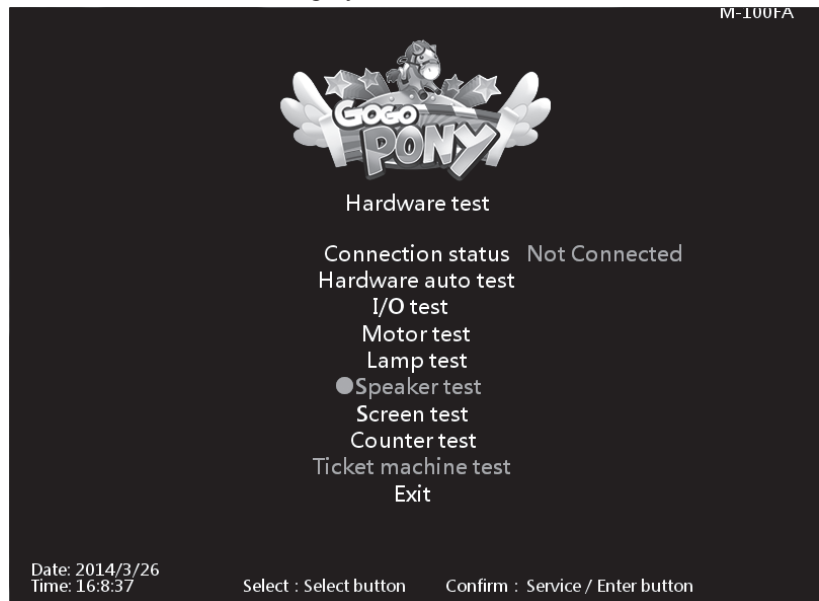 M-100FA
GOGO
PONY
Hardware test
Connection status Not Connected
Hardware auto test
I/O test
Motor test
Lamp test
Speaker test
Screen test
Counter test
Ticket machine test
Exit
Date: 2014/3/26
Time: 16:8:37 Select : Select button Confirm : Service / Enter button